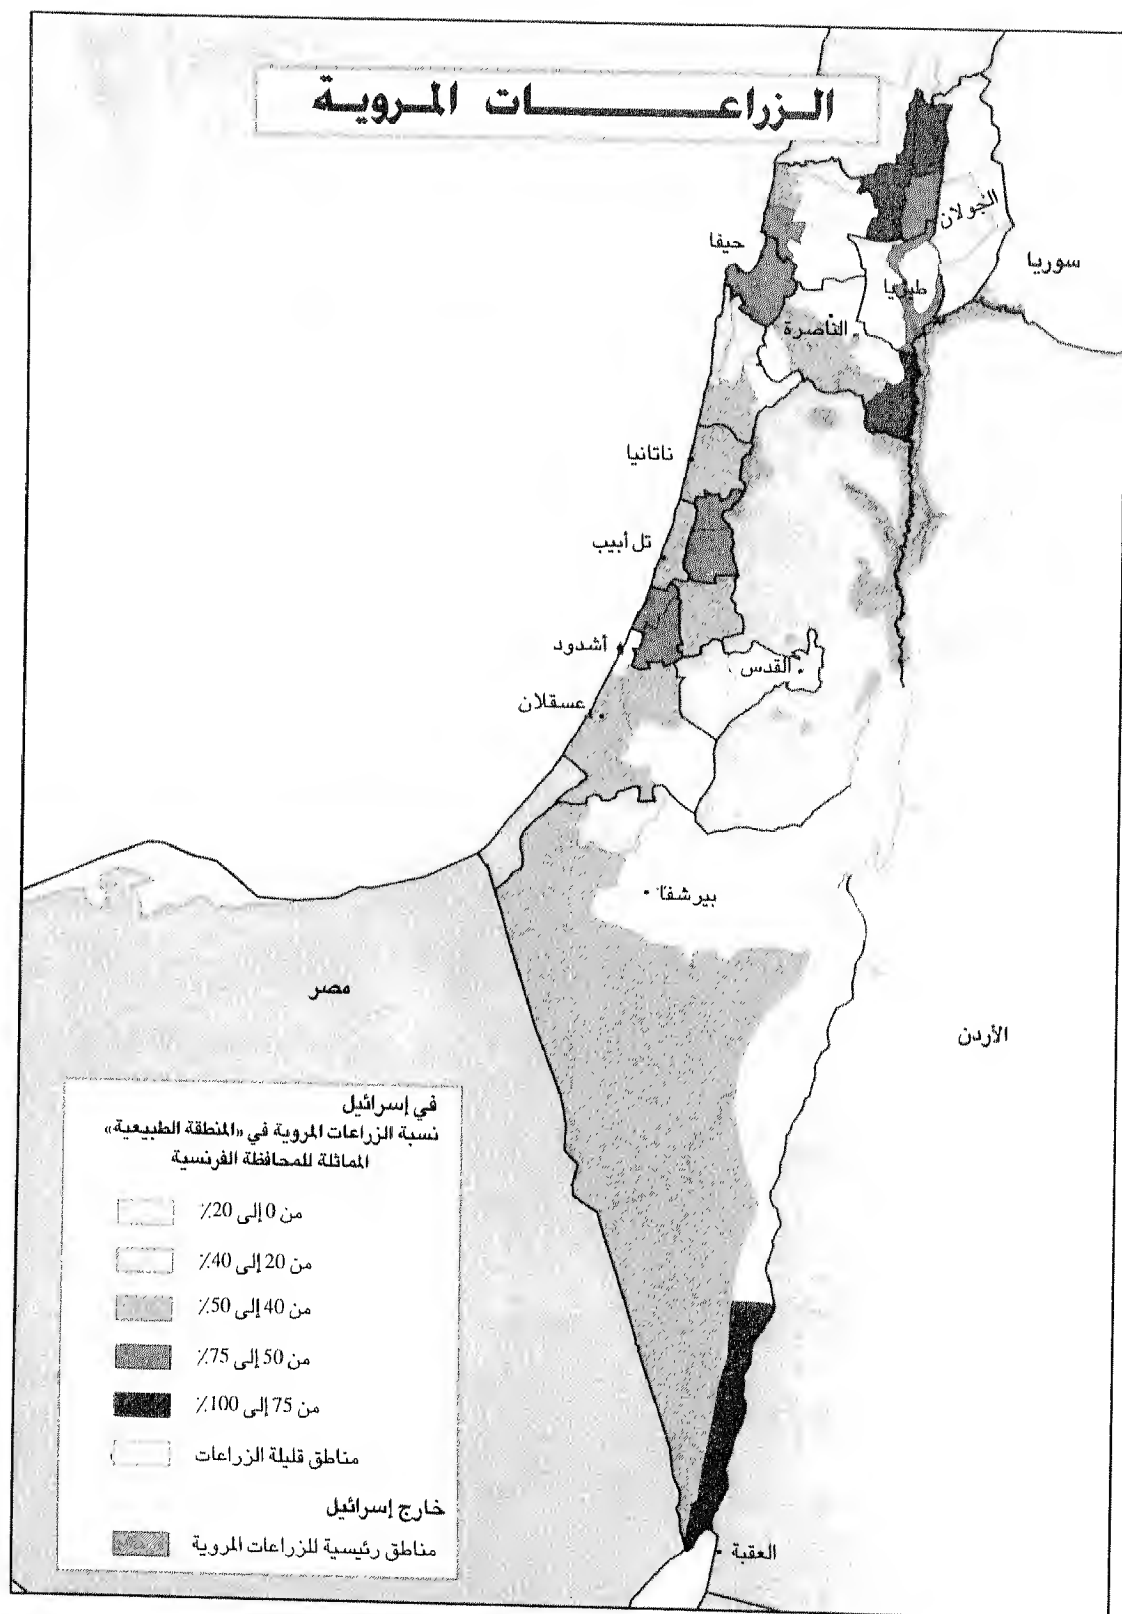 الزراعات المروية
الجولان
سوريا
حيفا
طبريا
الناصرة
ناتانيا
تل أبيب
أشدود
القدس
عسقلان
بيرشفا
مصر
الأردن
في إسرائيل
نسبة الزراعات المروية في «المنطقة الطبيعية»
المماثلة للمحافظة الفرنسية
من 0 إلى 20٪
من 20 إلى 40٪
من 40 إلى 50٪
من 50 إلى 75٪
من 75 إلى 100٪
مناطق قليلة الزراعات
خارج إسرائيل
مناطق رئيسية للزراعات المروية
العقبة